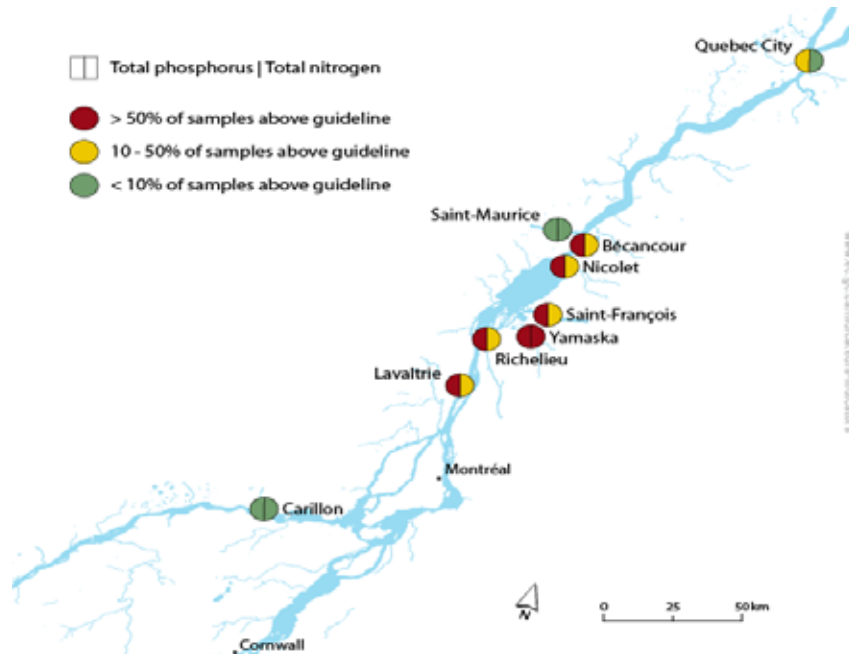 Quebec City
Total phosphorus | Total nitrogen
> 50% of samples above guideline
10 - 50% of samples above guideline
< 10% of samples above guideline
Saint-Maurice
Bécancour
Nicolet
Saint-François
Yamaska
Richelieu
Lavaltrie
Montréal
Carillon
N
0 25 50 km
Cornwall